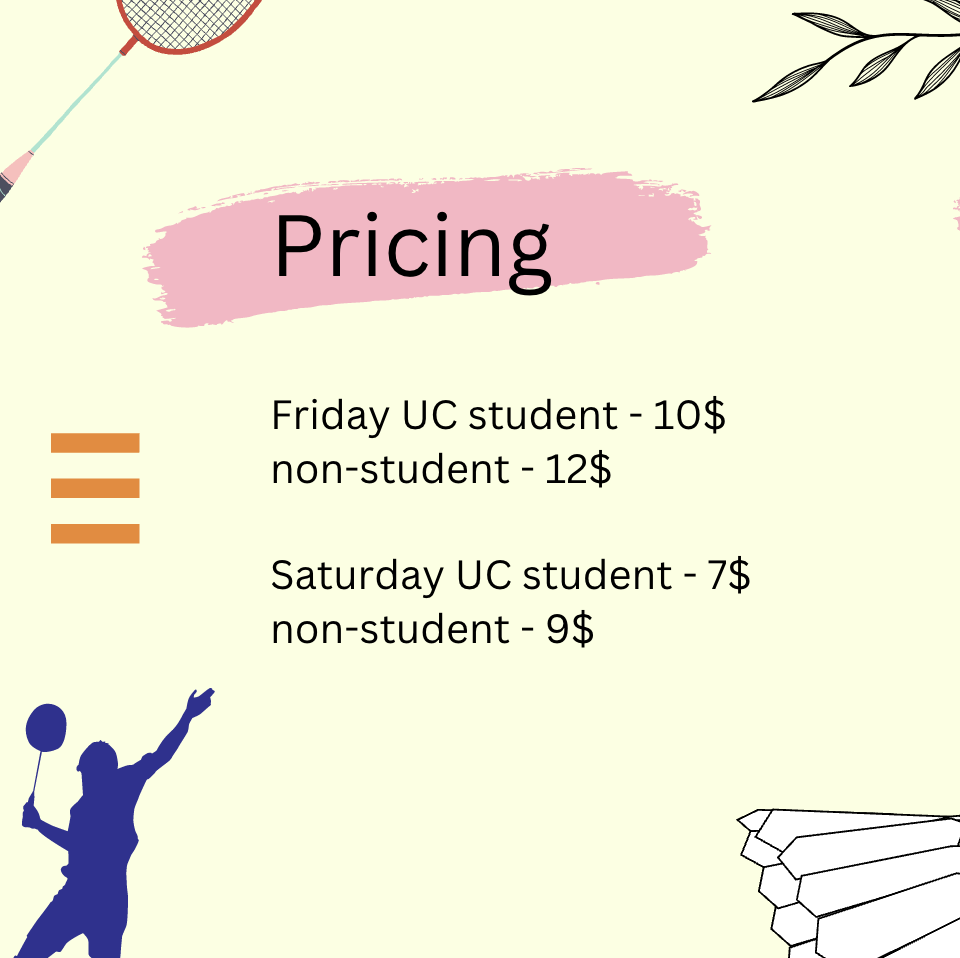 Pricing
Friday UC student - 10$
non-student - 12$
Saturday UC student - 7$
non-student - 9$